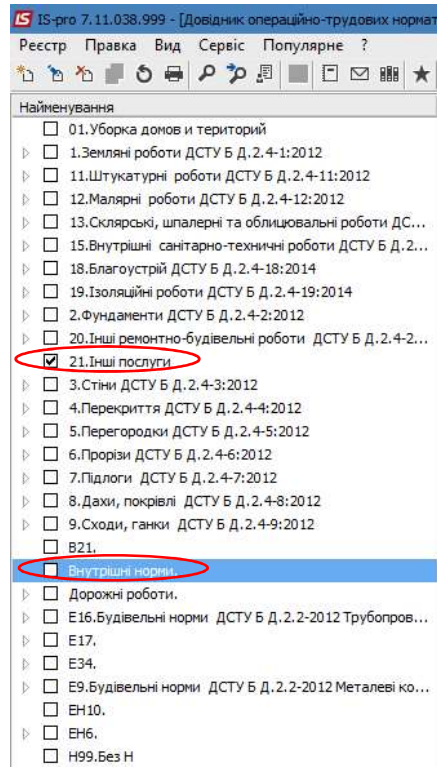 IS-pro 7.11.038.999 - [Довідник операційно-трудових нормат
Реєстр Правка Вид Сервіс Популярне ?
Найменування
01.Уборка домов и територий
1.Земляні роботи ДСТУ Б Д.2.4-1:2012
11.Штукатурні роботи ДСТУ Б Д.2.4-11:2012
12.Малярні роботи ДСТУ Б Д.2.4-12:2012
13.Склярські, шпалерні та облицювальні роботи ДС...
15.Внутрішні санітарно-технічні роботи ДСТУ Б Д.2...
18.Благоустрій ДСТУ Б Д.2.4-18:2014
19.Ізоляційні роботи ДСТУ Б Д.2.4-19:2014
2.Фундаменти ДСТУ Б Д.2.4-2:2012
20.Інші ремонтно-будівельні роботи ДСТУ Б Д.2.4-2...
21.Інші послуги
3.Стіни ДСТУ Б Д.2.4-3:2012
4.Перекриття ДСТУ Б Д.2.4-4:2012
5.Перегородки ДСТУ Б Д.2.4-5:2012
6.Прорізи ДСТУ Б Д.2.4-6:2012
7.Підлоги ДСТУ Б Д.2.4-7:2012
8.Дахи, покрівлі ДСТУ Б Д.2.4-8:2012
9.Сходи, ганки ДСТУ Б Д.2.4-9:2012
В21.
Внутрішні норми.
Дорожні роботи.
Е16.Будівельні норми ДСТУ Б Д.2.2-2012 Трубопров...
Е17.
Е34.
Е9.Будівельні норми ДСТУ Б Д.2.2-2012 Металеві ко...
ЕН10.
ЕН6.
Н99.Без Н